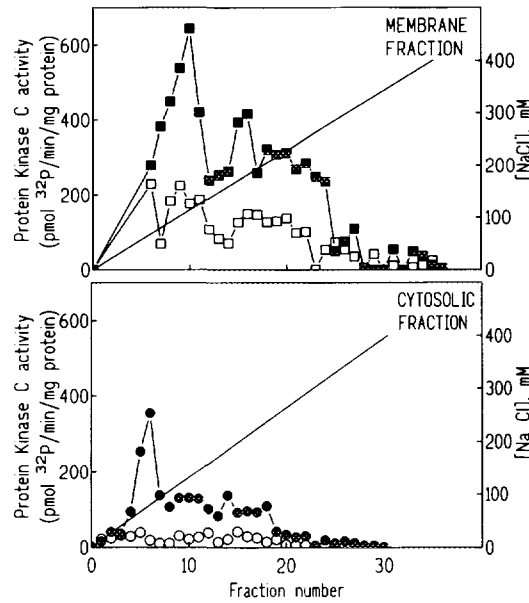 MEMBRANE
FRACTION
Protein Kinase C activity
(pmol ³²P/min/mg protein)
600
400
200
0
400
300
200
100
0
[NaCl], mM
CYTOSOLIC
FRACTION
Protein Kinase C activity
(pmol ³²P/min/mg protein)
600
400
200
0
400
300
200
100
0
[Na Cl], mM
0
10
20
30
Fraction number